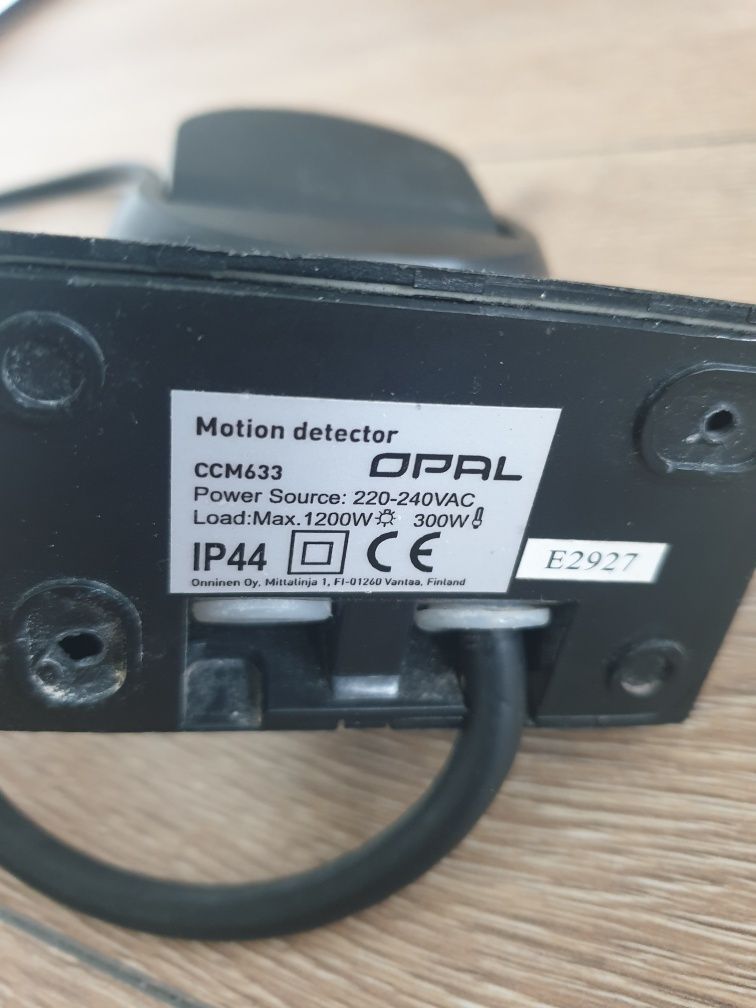 Motion detector
CCM633 OPAL
Power Source: 220-240VAC
Load:Max.1200W 300W
IP44 CE
E2927
Onninen Oy, Mittalinja 1, FI-01260 Vantaa, Finland